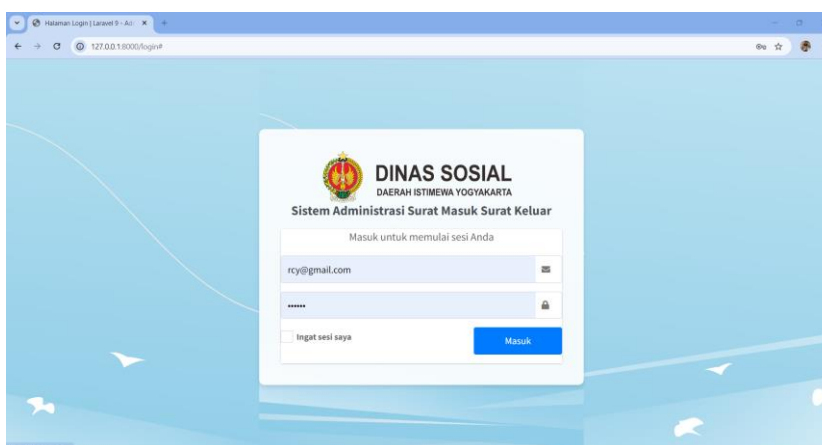 Halaman Login | Laravel 9 - Ad
127.0.0.1:8000/login#
DINAS SOSIAL
DAERAH ISTIMEWA YOGYAKARTA
Sistem Administrasi Surat Masuk Surat Keluar
Masuk untuk memulai sesi Anda
rcy@gmail.com
Ingat sesi saya
Masuk